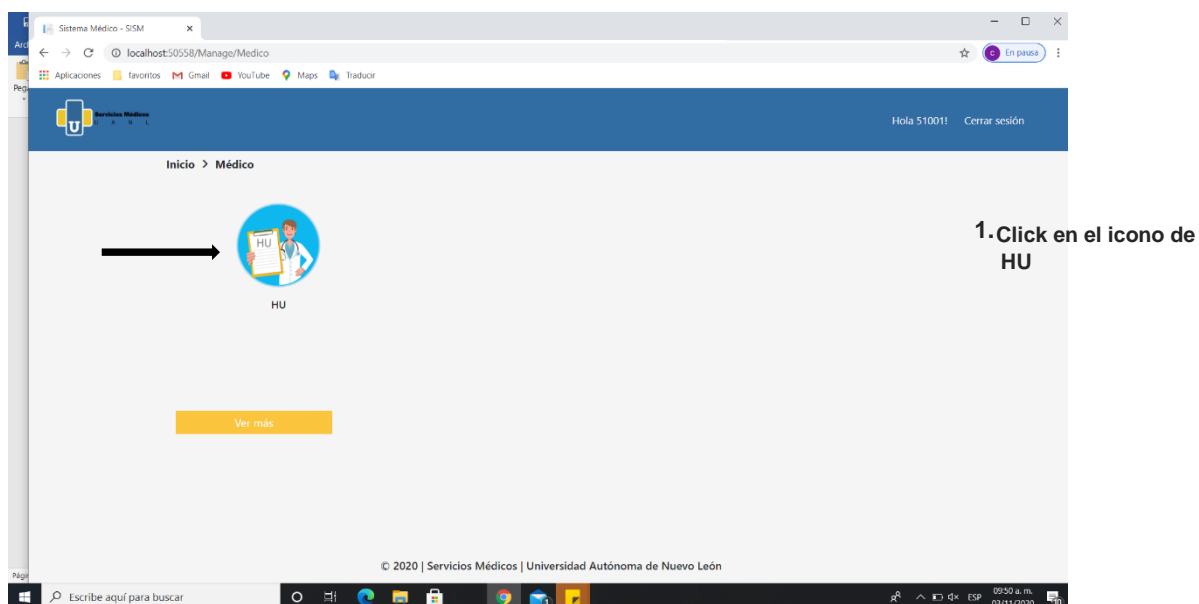 Sistema Médico - SISM
localhost:50558/Manage/Medico
En pausa
Aplicaciones favoritos Gmail YouTube Maps Traducir
Pega
Servicios Médicos
U A N L
U
Hola 51001! Cerrar sesión
Inicio > Médico
HU
HU
1.Click en el icono de
HU
Ver más
© 2020 | Servicios Médicos | Universidad Autónoma de Nuevo León
Pági
Escribe aquí para buscar
ESP
09:50 a. m.